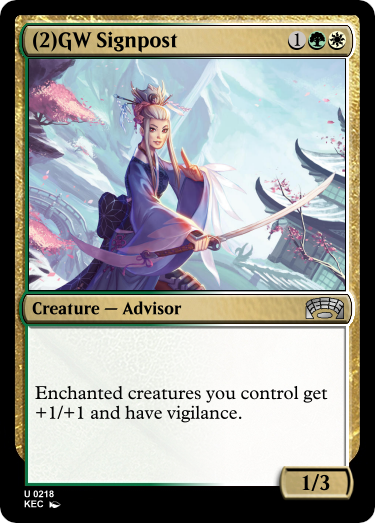 (2)GW Signpost 1
Creature — Advisor
Enchanted creatures you control get
+1/+1 and have vigilance.
1/3
U 0218
KEC